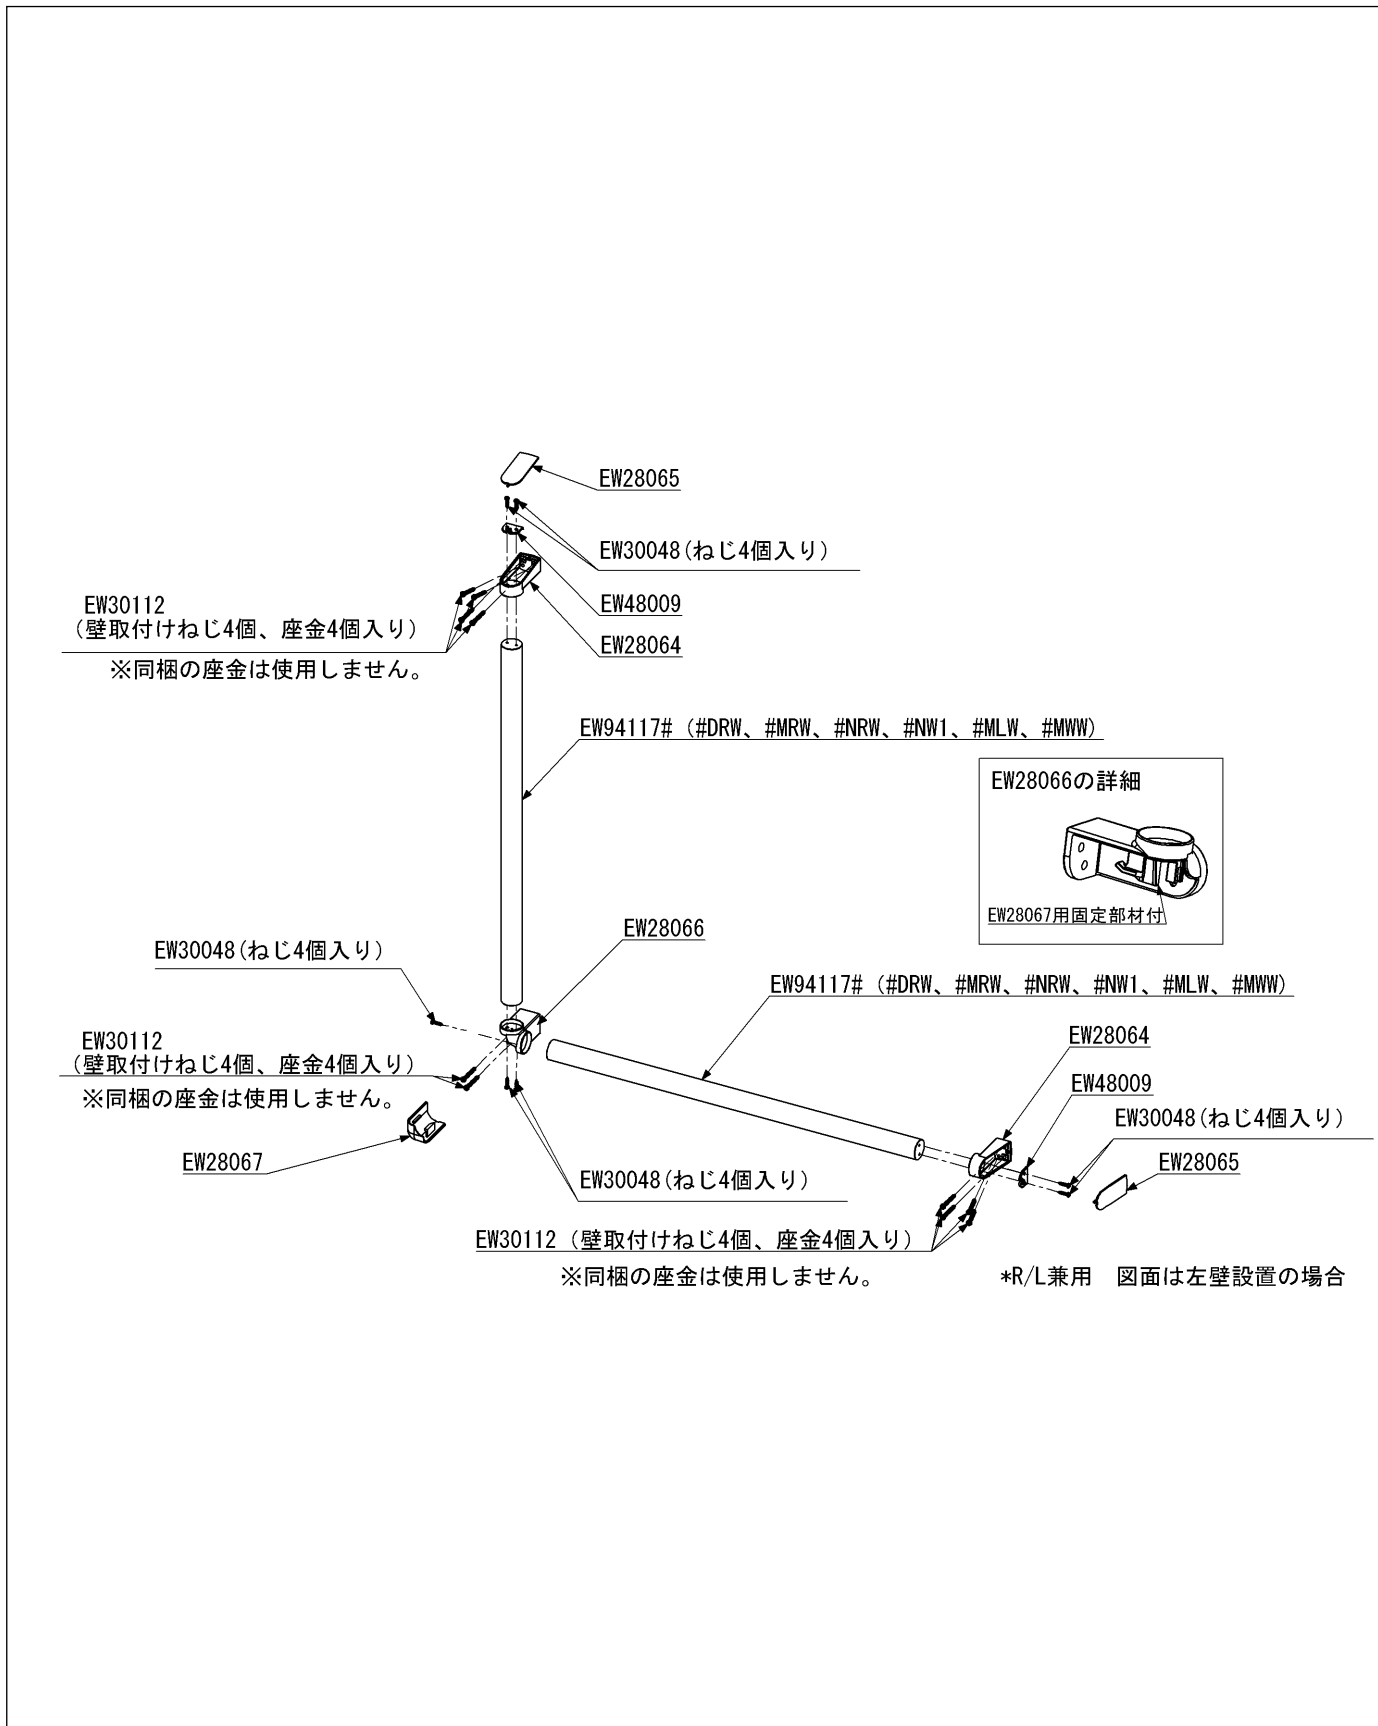 EW28065
EW30048(ねじ4個入り)
EW48009
EW30112
(壁取付けねじ4個、座金4個入り)
EW28064
※同梱の座金は使用しません。
EW94117# (#DRW、#MRW、#NRW、#NW1、#MLW、#MWW)
EW28066の詳細
EW28067用固定部材付
EW28066
EW30048(ねじ4個入り)
EW94117# (#DRW、#MRW、#NRW、#NW1、#MLW、#MWW)
EW30112
(壁取付けねじ4個、座金4個入り)
※同梱の座金は使用しません。
EW28064
EW48009
EW30048(ねじ4個入り)
EW28067
EW28065
EW30048(ねじ4個入り)
EW30112 (壁取付けねじ4個、座金4個入り)
※同梱の座金は使用しません。
*R/L兼用 図面は左壁設置の場合